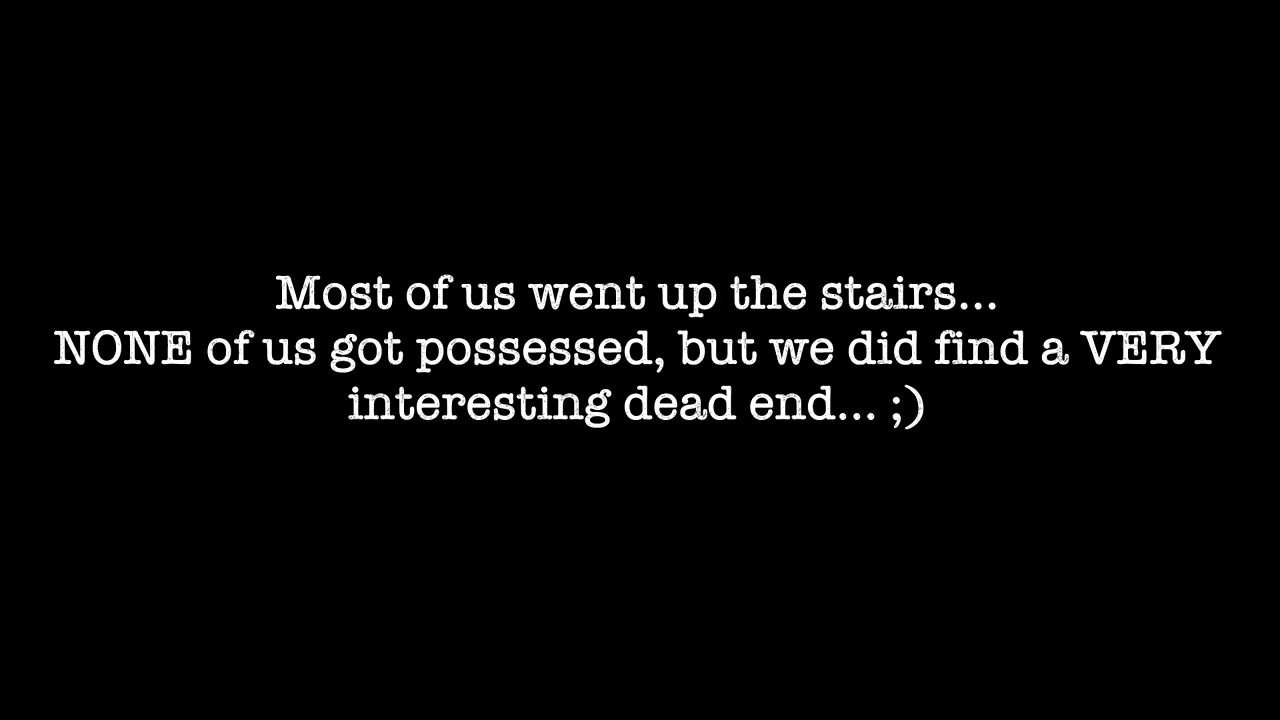 Most of us went up the stairs...
NONE of us got possessed, but we did find a VERY
interesting dead end... ;)